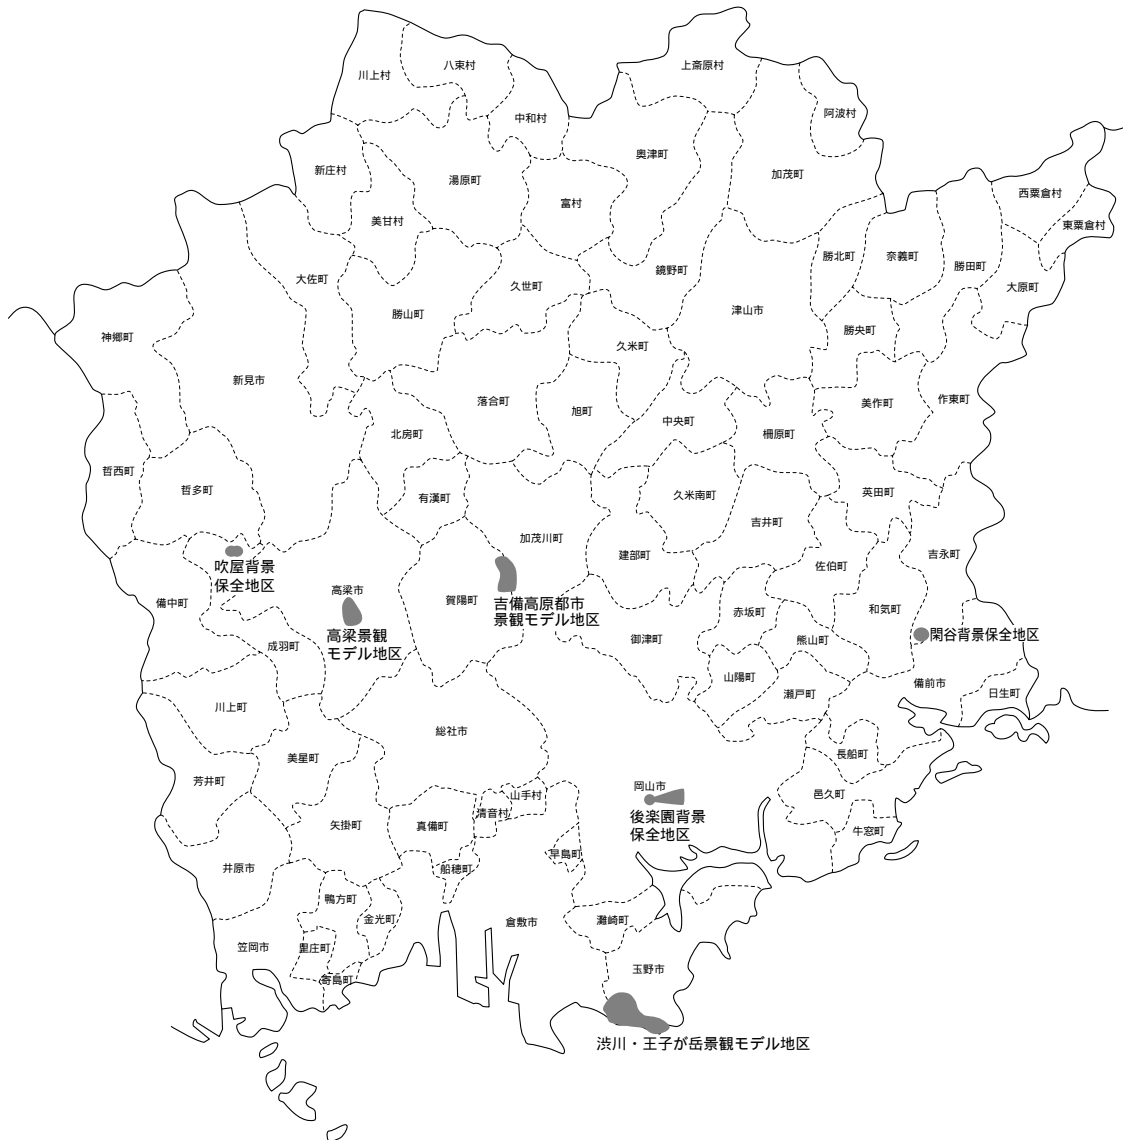 八束村
上斎原村
川上村
阿波村
中和村
奥津町
新庄村
加茂町
湯原町
西粟倉村
富村
美甘村
東粟倉村
勝北町
奈義町
勝田町
鏡野町
大佐町
久世町
大原町
津山市
勝山町
勝央町
神郷町
久米町
新見市
落合町
旭町
美作町
作東町
中央町
北房町
柵原町
哲西町
哲多町
有漢町
久米南町
英田町
吉井町
加茂川町
建部町
吉永町
吹屋背景
保全地区
佐伯町
高梁市
賀陽町
備中町
吉備高原都市
景観モデル地区
赤坂町
和気町
高梁景観
モデル地区
成羽町
御津町
熊山町
閑谷背景保全地区
山陽町
備前市
瀬戸町
日生町
川上町
総社市
長船町
美星町
芳井町
岡山市
山手村
邑久町
清音村
後楽園背景
保全地区
矢掛町
真備町
牛窓町
早島町
井原市
船穂町
鴨方町
金光町
灘崎町
倉敷市
笠岡市
里庄町
玉野市
寄島町
渋川・王子が岳景観モデル地区